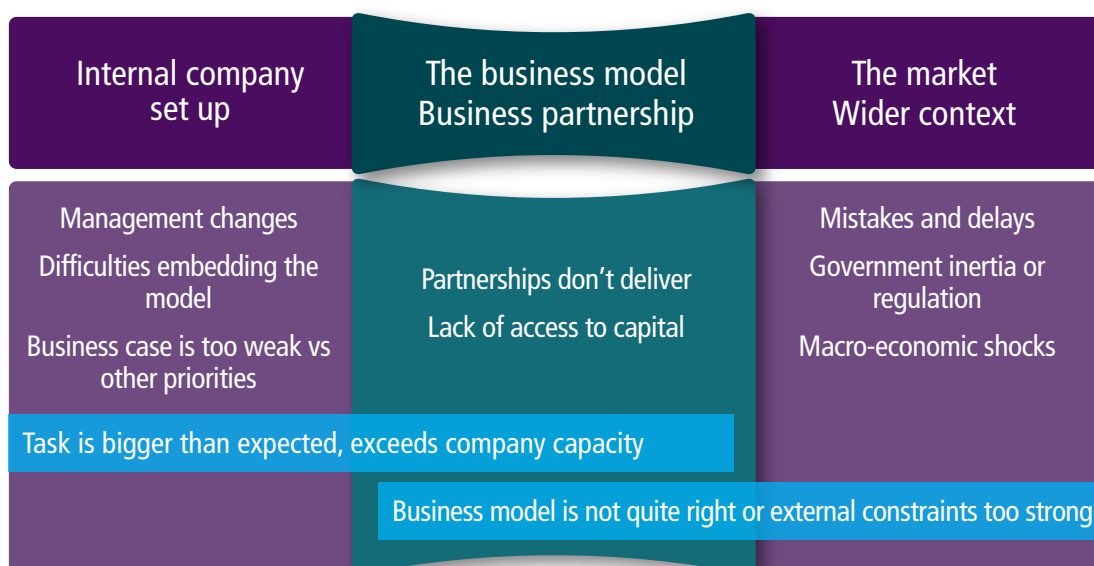 Internal company
set up
The business model
Business partnership
The market
Wider context
Management changes
Difficulties embedding the
model
Business case is too weak vs
other priorities
Partnerships don’t deliver
Lack of access to capital
Mistakes and delays
Government inertia or
regulation
Macro-economic shocks
Task is bigger than expected, exceeds company capacity
Business model is not quite right or external constraints too strong